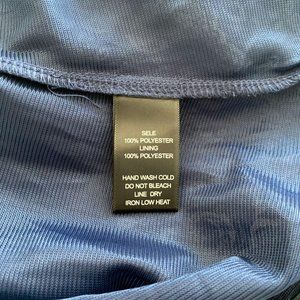 SELE
100% POLYESTER
LINING
100% POLYESTER
HAND WASH COLD
DO NOT BLEACH
LINE DRY
IRON LOW HEAT